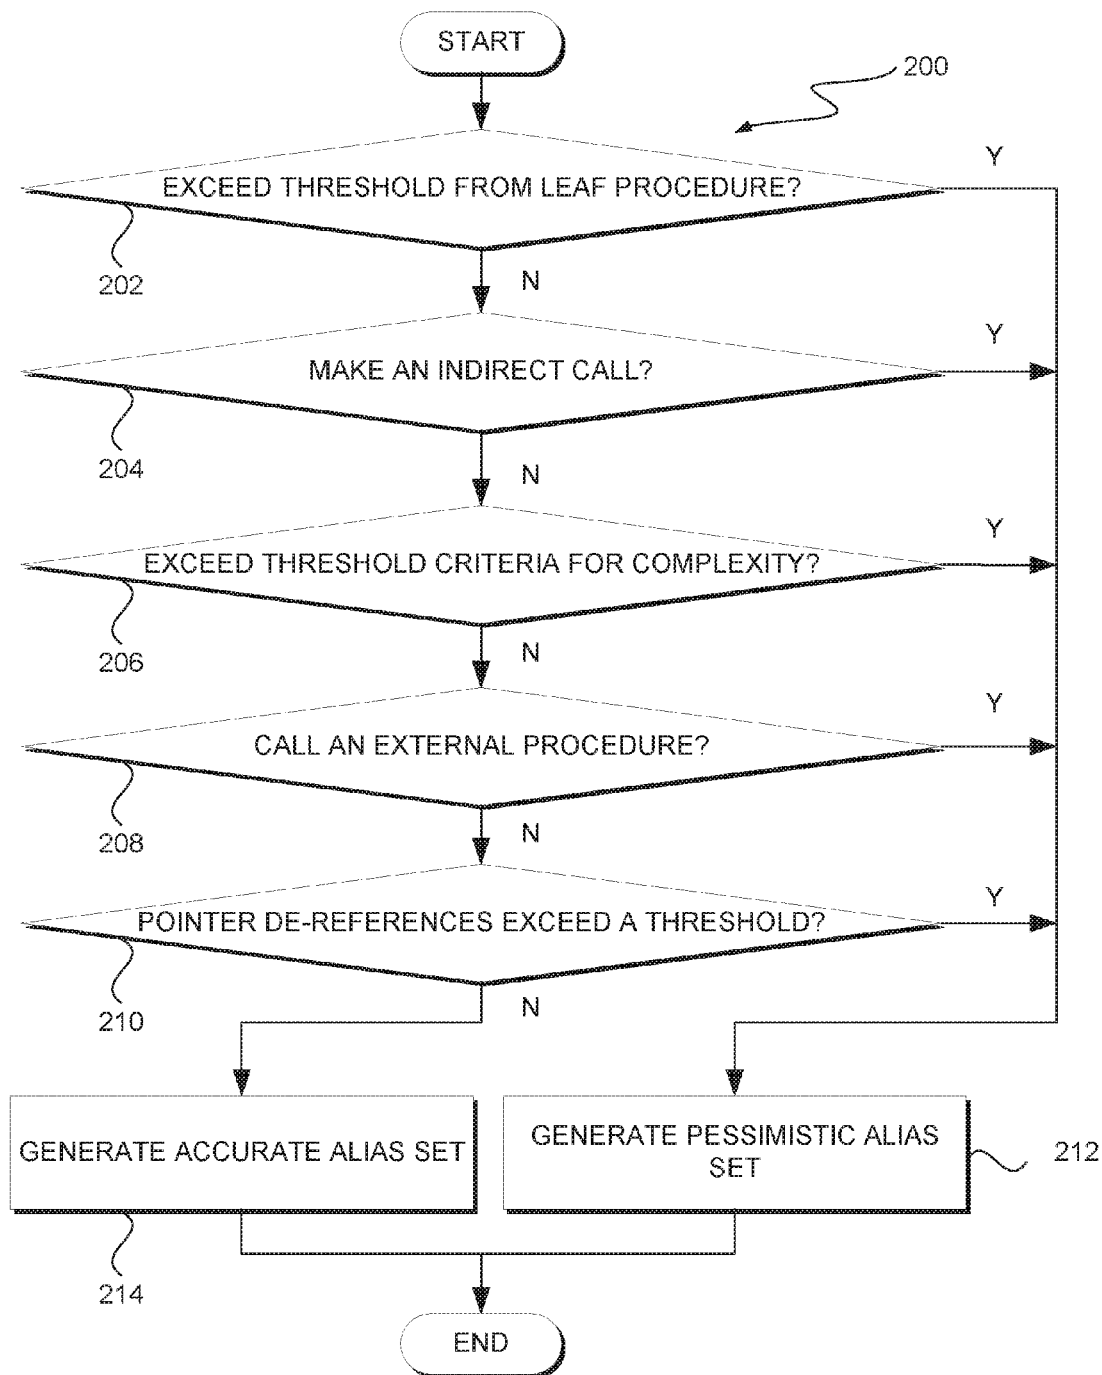 START
200
EXCEED THRESHOLD FROM LEAF PROCEDURE?
Y
202
N
MAKE AN INDIRECT CALL?
Y
204
N
EXCEED THRESHOLD CRITERIA FOR COMPLEXITY?
Y
206
N
CALL AN EXTERNAL PROCEDURE?
Y
208
N
POINTER DE-REFERENCES EXCEED A THRESHOLD?
Y
210
N
GENERATE ACCURATE ALIAS SET
GENERATE PESSIMISTIC ALIAS
SET
212
214
END